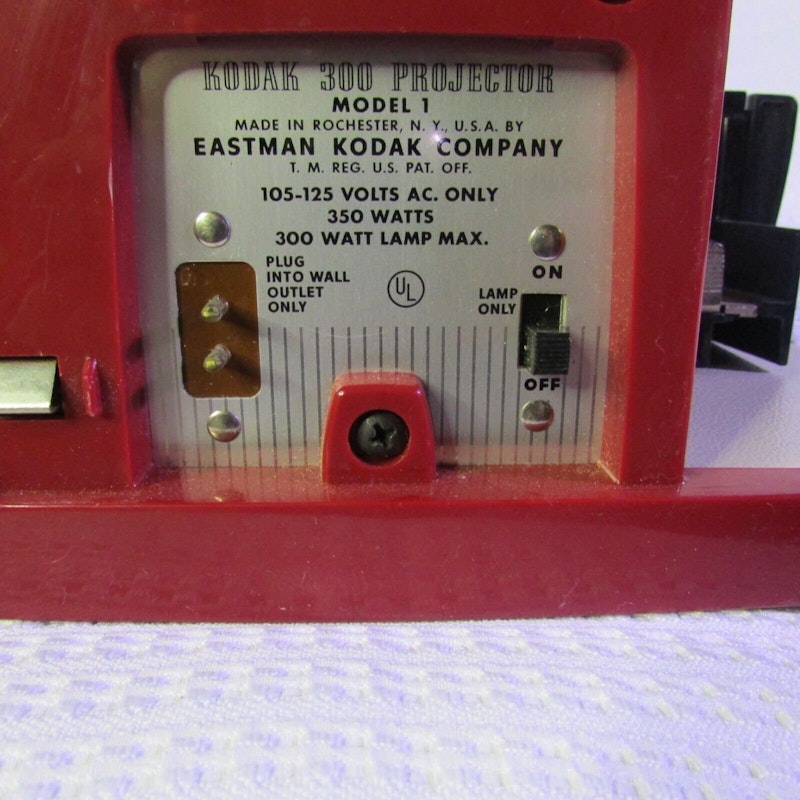 KODAK 300 PROJECTOR
MODEL 1
MADE IN ROCHESTER, N. Y., U.S.A. BY
EASTMAN KODAK COMPANY
T. M. REG. U.S. PAT. OFF.
105-125 VOLTS AC. ONLY
350 WATTS
300 WATT LAMP MAX.
PLUG
INTO WALL
OUTLET
ONLY
UL
ON
LAMP
ONLY
OFF